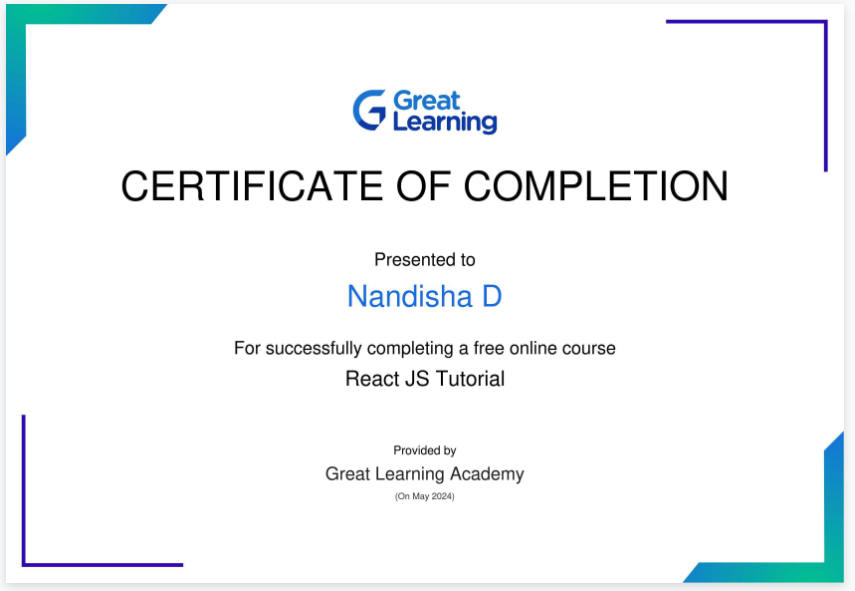 Great
Learning
CERTIFICATE OF COMPLETION
Presented to
Nandisha D
For successfully completing a free online course
React JS Tutorial
Provided by
Great Learning Academy
(On May 2024)